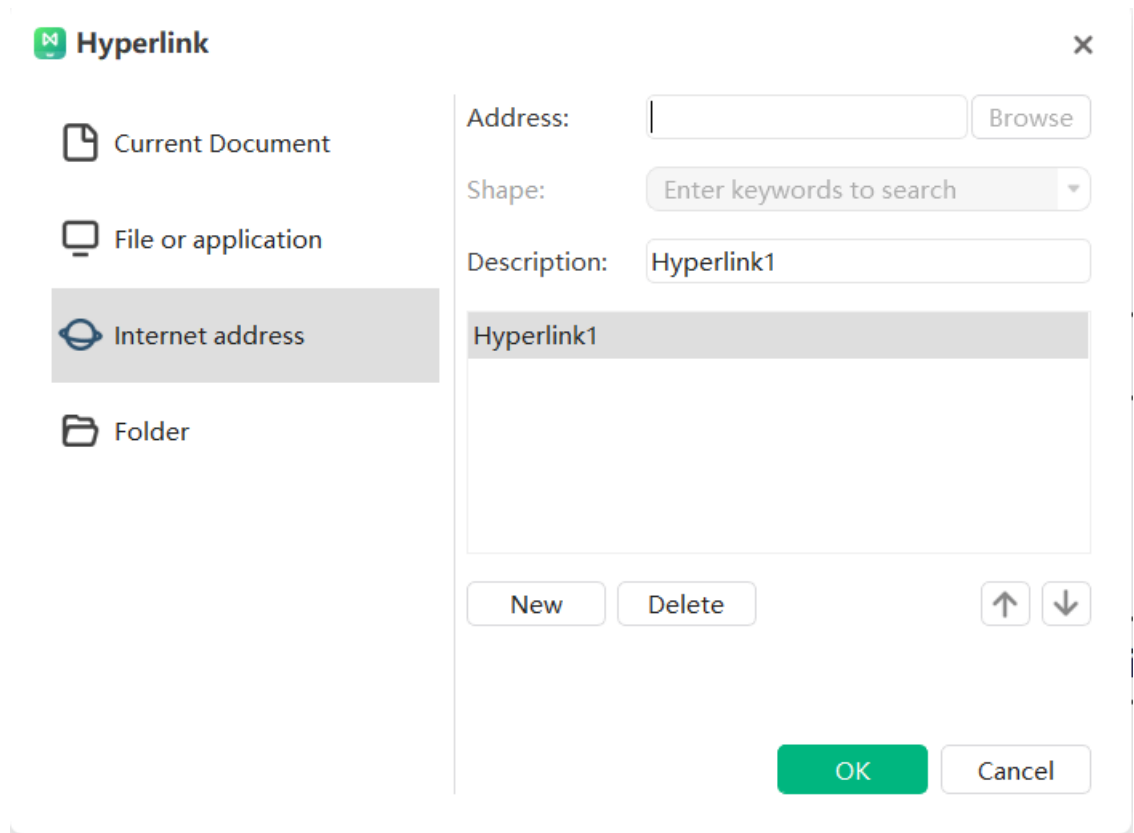 Hyperlink
Current Document
File or application
Internet address
Folder
Address:
Browse
Shape:
Enter keywords to search
Description:
Hyperlink1
Hyperlink1
New
Delete
OK
Cancel